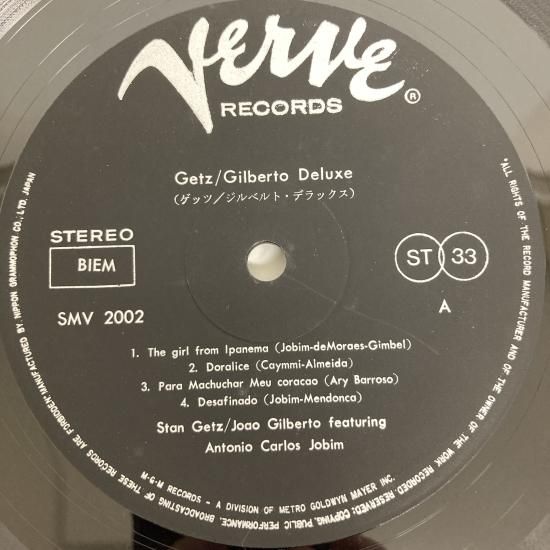 Verve
RECORDS ®
Getz/Gilberto Deluxe
(ゲッツ/ジルベルト・デラックス)
STEREO
BIEM
SMV 2002
ST 33
A
1. The girl from Ipanema (Jobim-deMoraes-Gimbel)
2. Doralice (Caymmi-Almeida)
3. Para Machuchar Meu coracao (Ary Barroso)
4. Desafinado (Jobim-Mendonca)
Stan Getz/Joao Gilberto featuring
Antonio Carlos Jobim
M-G-M RECORDS - A DIVISION OF METRO GOLDWYN MAYER INC.
*ALL RIGHTS OF THE RECORD MANUFACTURER AND OF THE OWNER OF THE WORK RECORDED RESERVED: COPYING, PUBLIC PERFORMANCE, BROADCASTING OF THESE RECORDS ARE FORBIDDEN* MANUFACTURED BY NIPPON GRAMMOPHON CO., LTD. JAPAN